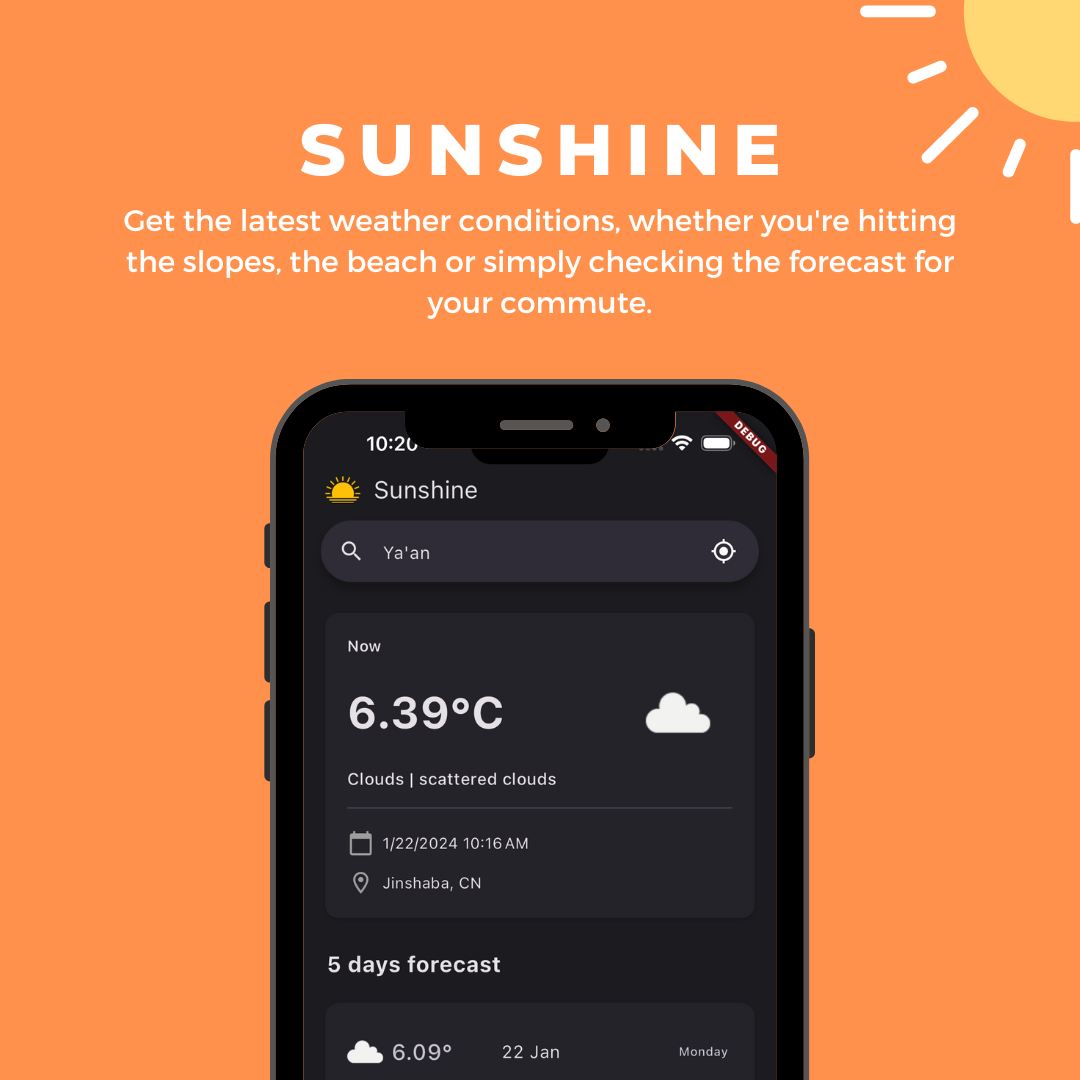 SUNSHINE
Get the latest weather conditions, whether you're hitting
the slopes, the beach or simply checking the forecast for
your commute.
10:20
DEBUG
Sunshine
Ya'an
Now
6.39°C
Clouds | scattered clouds
1/22/2024 10:16 AM
Jinshaba, CN
5 days forecast
6.09° 22 Jan Monday